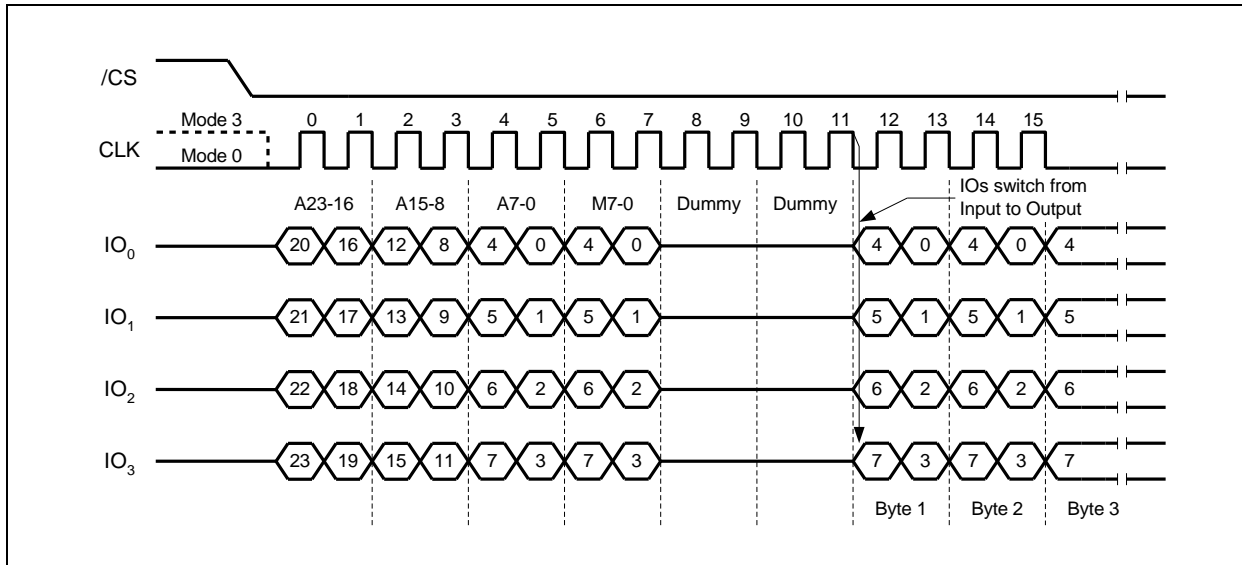 /CS
Mode 3
0 1 2 3 4 5 6 7 8 9 10 11 12 13 14 15
CLK
Mode 0
IOs switch from
Input to Output
A23-16 A15-8 A7-0 M7-0 Dummy Dummy
IO0 20 16 12 8 4 0 4 0 4 0 4 0 4
IO1 21 17 13 9 5 1 5 1 5 1 5 1 5
IO2 22 18 14 10 6 2 6 2 6 2 6 2 6
IO3 23 19 15 11 7 3 7 3 7 3 7 3 7
Byte 1 Byte 2 Byte 3